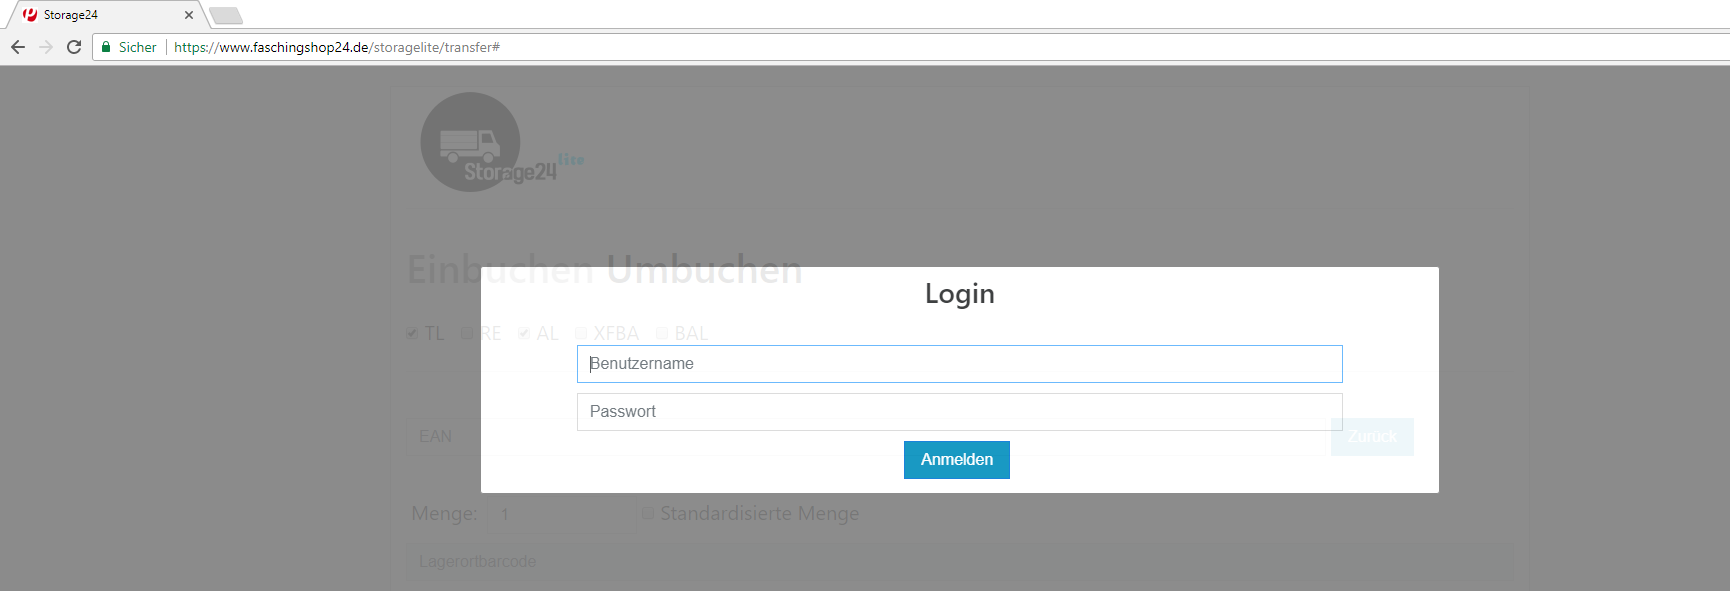 Storage24
Sicher https://www.faschingshop24.de/storagelite/transfer#
Storage24 lite
Einbuchen Umbuchen
Login
TL RE AL XFBA BAL
Benutzername
Passwort
EAN Zurück
Anmelden
Menge: 1 Standardisierte Menge
Lagerortbarcode